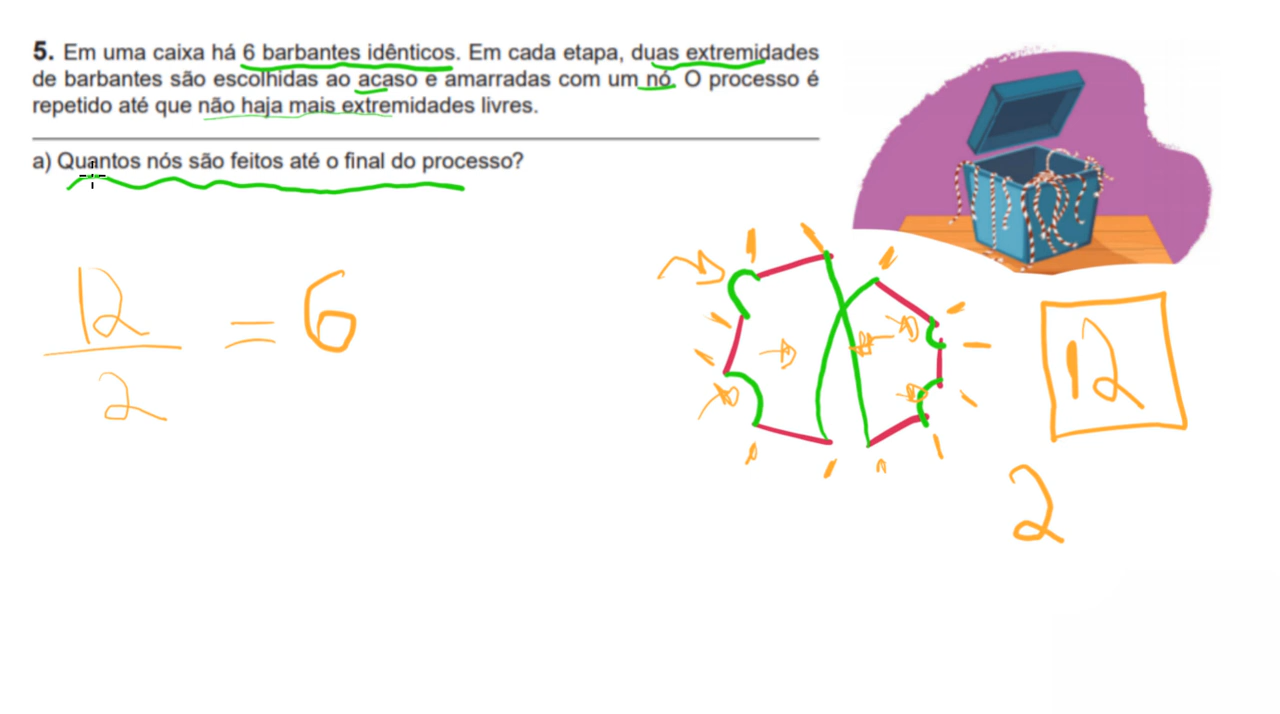 5. Em uma caixa há 6 barbantes idênticos. Em cada etapa, duas extremidades
de barbantes são escolhidas ao acaso e amarradas com um nó. O processo é
repetido até que não haja mais extremidades livres.
a) Quantos nós são feitos até o final do processo?
12
= 6
2
12
2